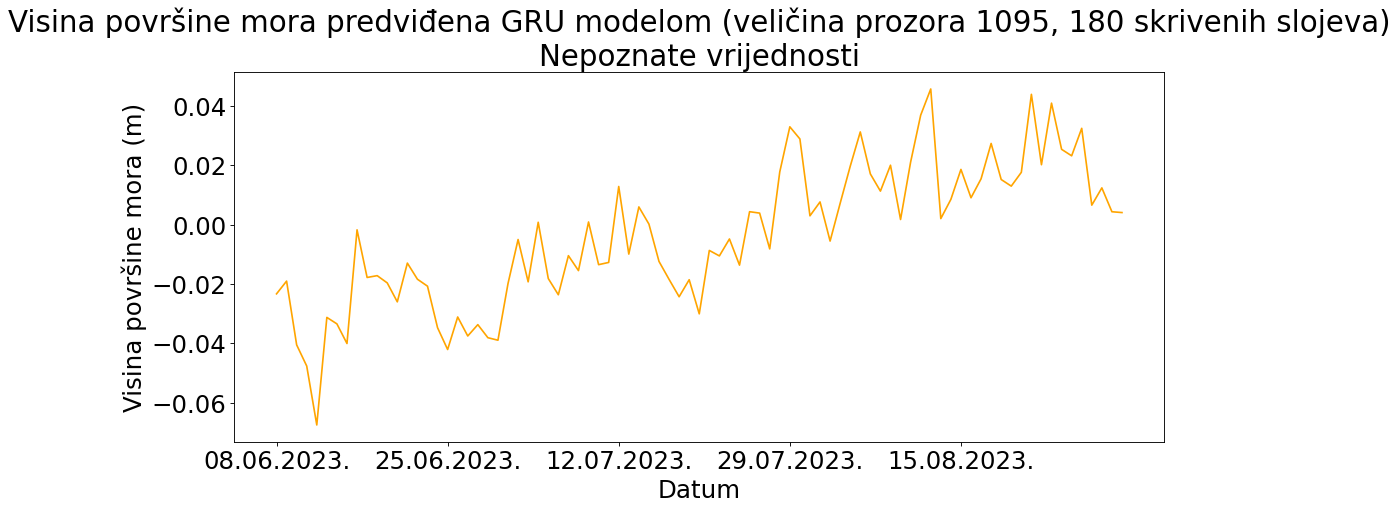 Visina površine mora predviđena GRU modelom (veličina prozora 1095, 180 skrivenih slojeva)
Nepoznate vrijednosti
Visina površine mora (m)
0.04
0.02
0.00
−0.02
−0.04
−0.06
08.06.2023.
25.06.2023.
12.07.2023.
29.07.2023.
15.08.2023.
Datum